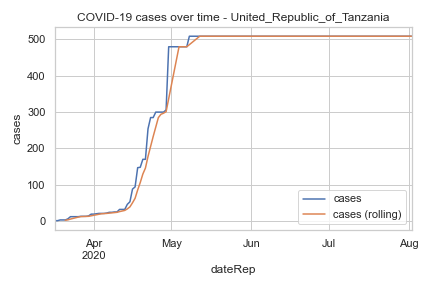 COVID-19 cases over time - United_Republic_of_Tanzania
500
400
300
200
100
0
cases
cases
cases (rolling)
Apr
2020
May
Jun
Jul
Aug
dateRep